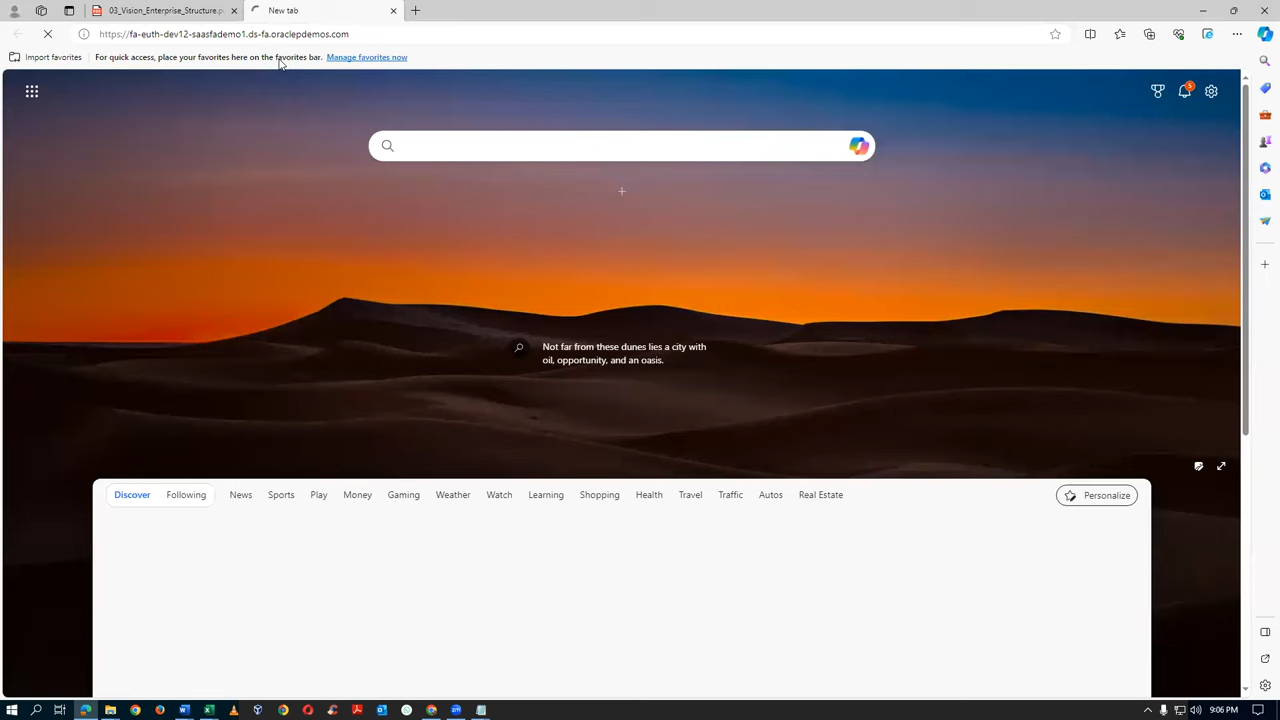 03_Vision_Enterprise_Structure.p
New tab
https://fa-euth-dev12-saasfademo1.ds-fa.oraclepdemos.com
Import favorites
For quick access, place your favorites here on the favorites bar. Manage favorites now
5
Not far from these dunes lies a city with
oil, opportunity, and an oasis.
Discover Following News Sports Play Money Gaming Weather Watch Learning Shopping Health Travel Traffic Autos Real Estate Personalize
9:06 PM